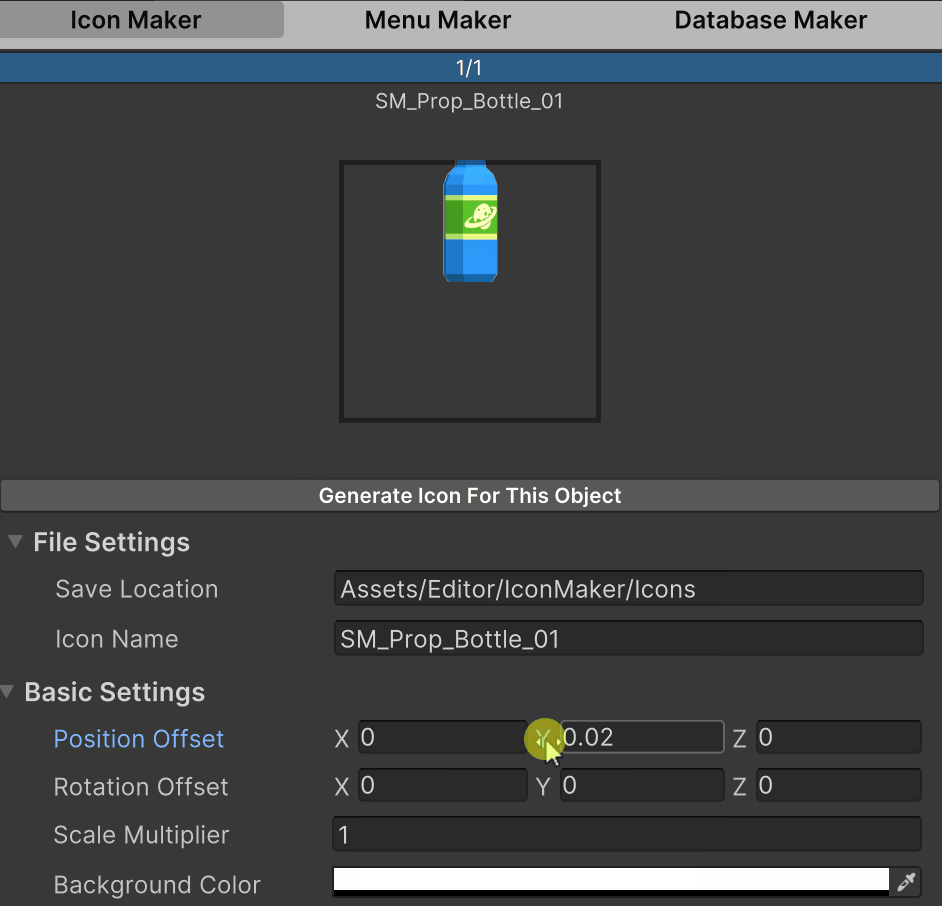 Icon Maker Menu Maker Database Maker
1/1
SM_Prop_Bottle_01
Generate Icon For This Object
File Settings
Save Location Assets/Editor/IconMaker/Icons
Icon Name SM_Prop_Bottle_01
Basic Settings
Position Offset X 0 Y 0.02 Z 0
Rotation Offset X 0 Y 0 Z 0
Scale Multiplier 1
Background Color